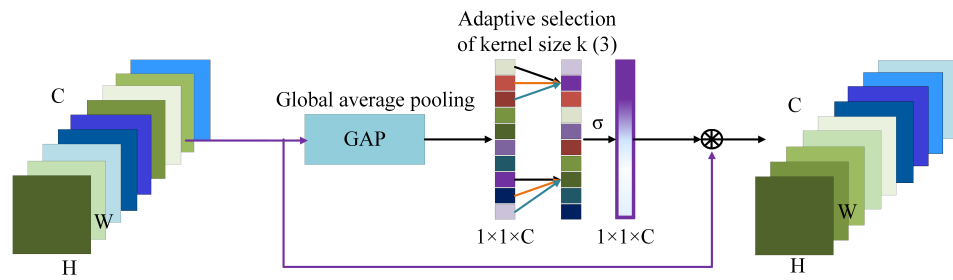 Adaptive selection
of kernel size k (3)
C
Global average pooling
GAP
σ
C
W
H
1×1×C
1×1×C
W
H